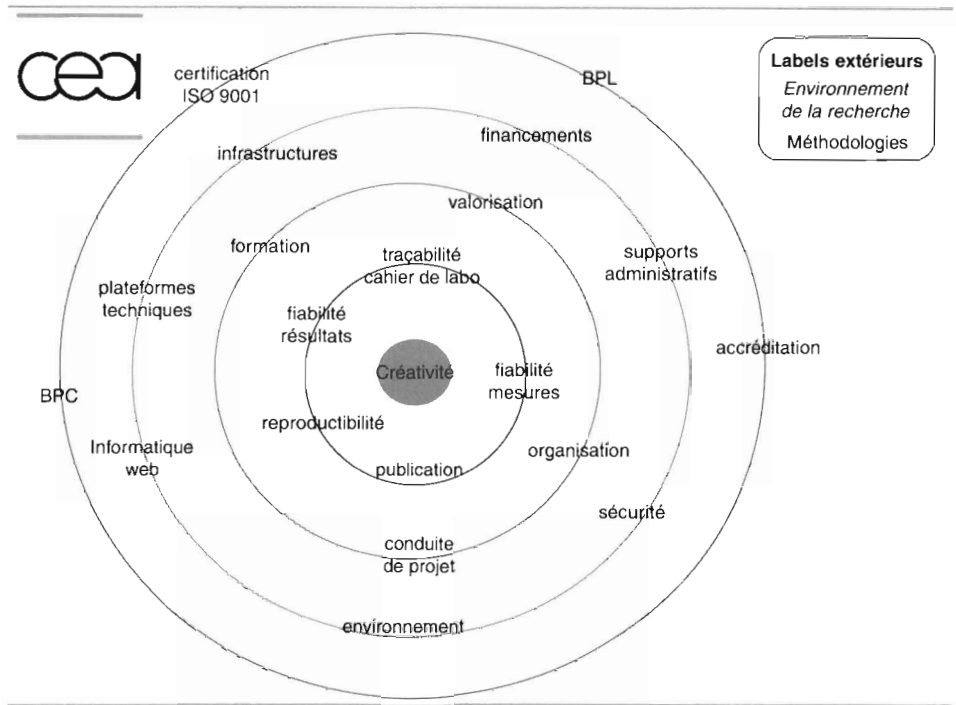 cea
certification
ISO 9001
BPL
Labels extérieurs
Environnement
de la recherche
Méthodologies
financements
infrastructures
valorisation
formation
traçabilité
cahier de labo
supports
administratifs
plateformes
techniques
fiabilité
résultats
accréditation
Créativité
fiabilité
mesures
BPC
reproductibilité
Informatique
web
organisation
publication
sécurité
conduite
de projet
environnement